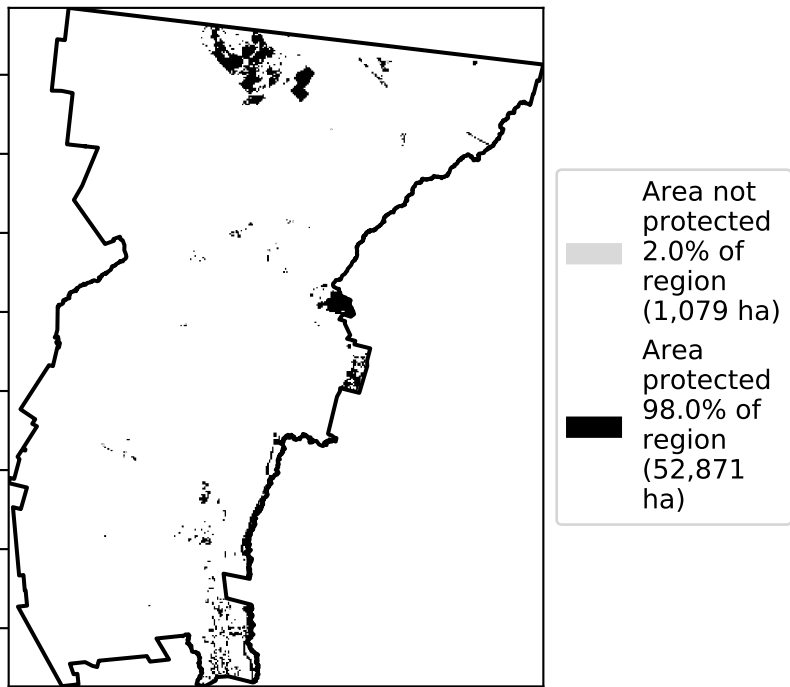 Area not
protected
2.0% of
region
(1,079 ha)
Area
protected
98.0% of
region
(52,871
ha)